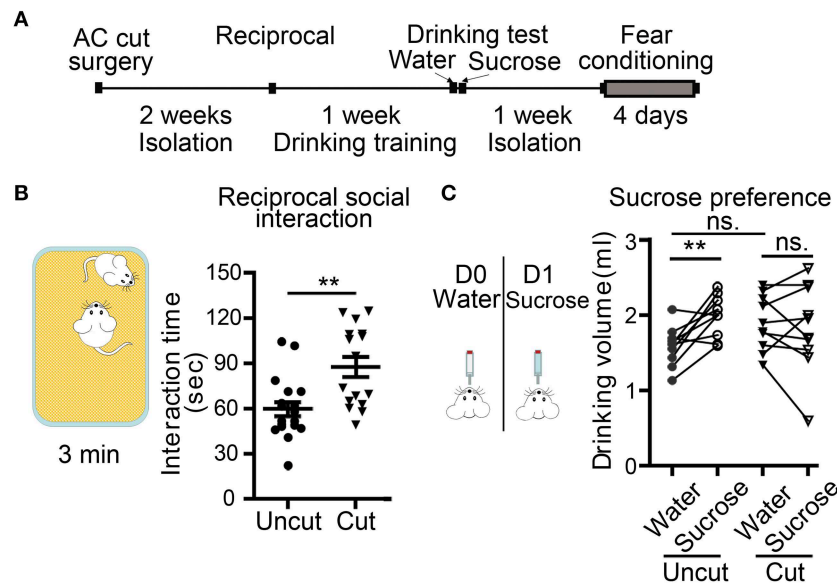 A
AC cut
surgery
Reciprocal
Drinking test
Water Sucrose
Fear
conditioning
2 weeks
Isolation
1 week
Drinking training
1 week
Isolation
4 days
B
Reciprocal social
interaction
3 min
Interaction time
(sec)
150
120
90
60
30
0
**
Uncut
Cut
C
D0
Water
D1
Sucrose
Sucrose preference
ns.
**
ns.
Drinking volume(ml)
3
2
1
0
Water
Sucrose
Water
Sucrose
Uncut
Cut